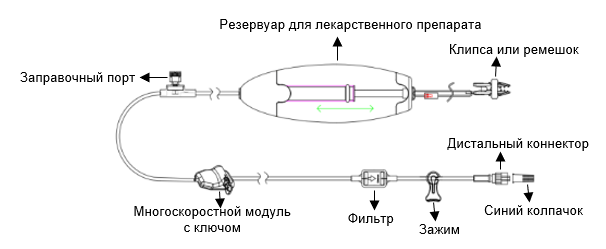 Резервуар для лекарственного препарата
Клипса или ремешок
Заправочный порт
Дистальный коннектор
Многоскоростной модуль
с ключом
Фильтр
Зажим
Синий колпачок